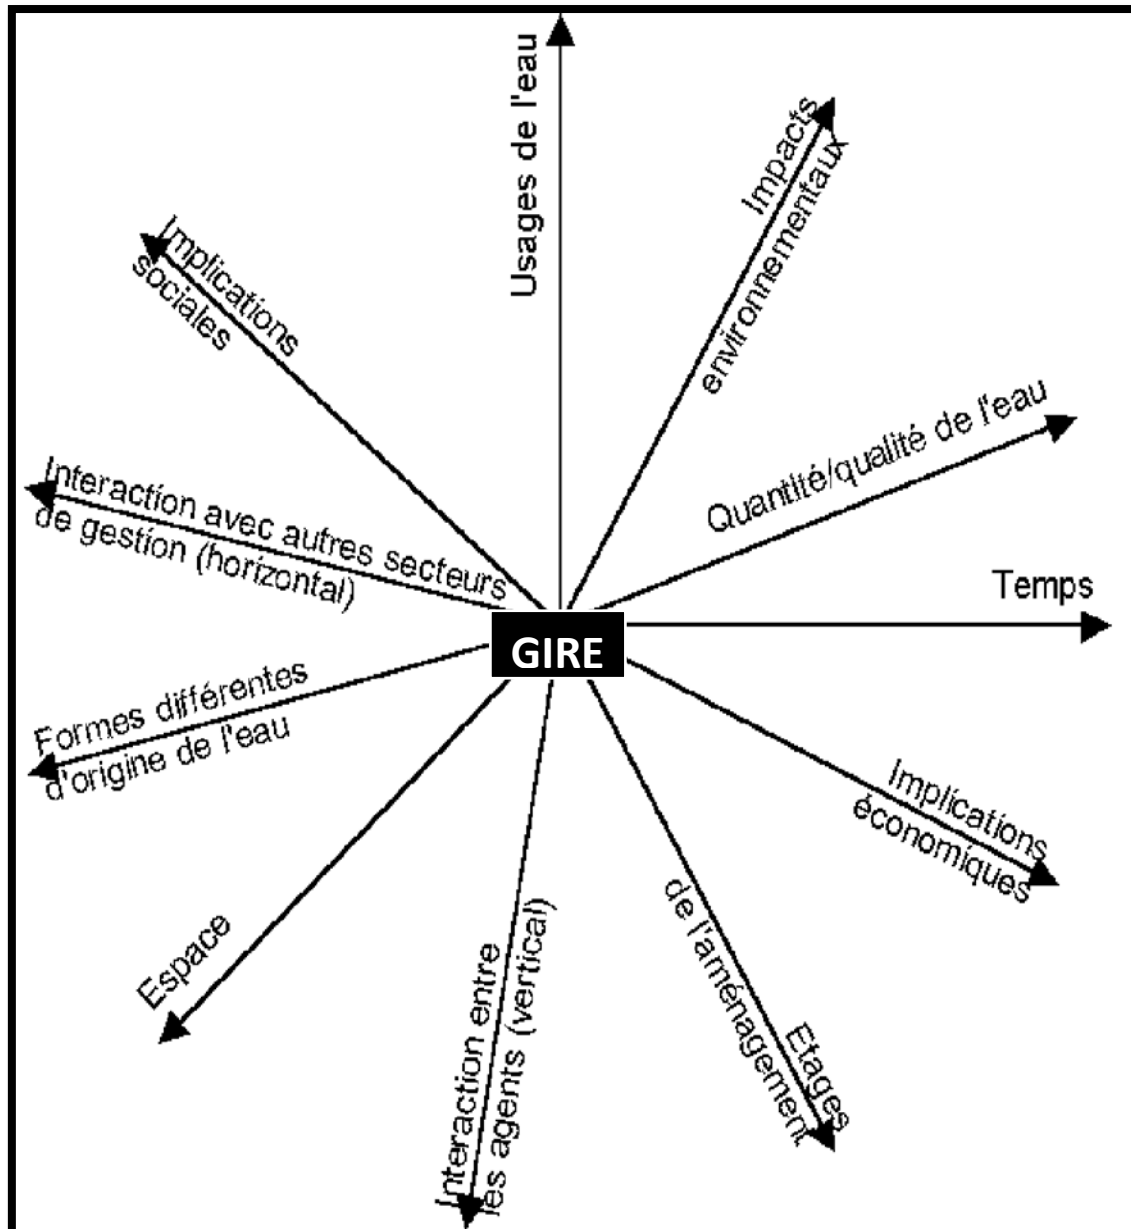 Usages de l'eau
Impacts
environnementaux
Implications
sociales
Quantité/qualité de l'eau
Interaction avec autres secteurs
de gestion (horizontal)
Temps
GIRE
Formes différentes
d'origine de l'eau
Implications
économiques
Espace
Interaction entre
les agents (vertical)
Etages
de l'aménagement